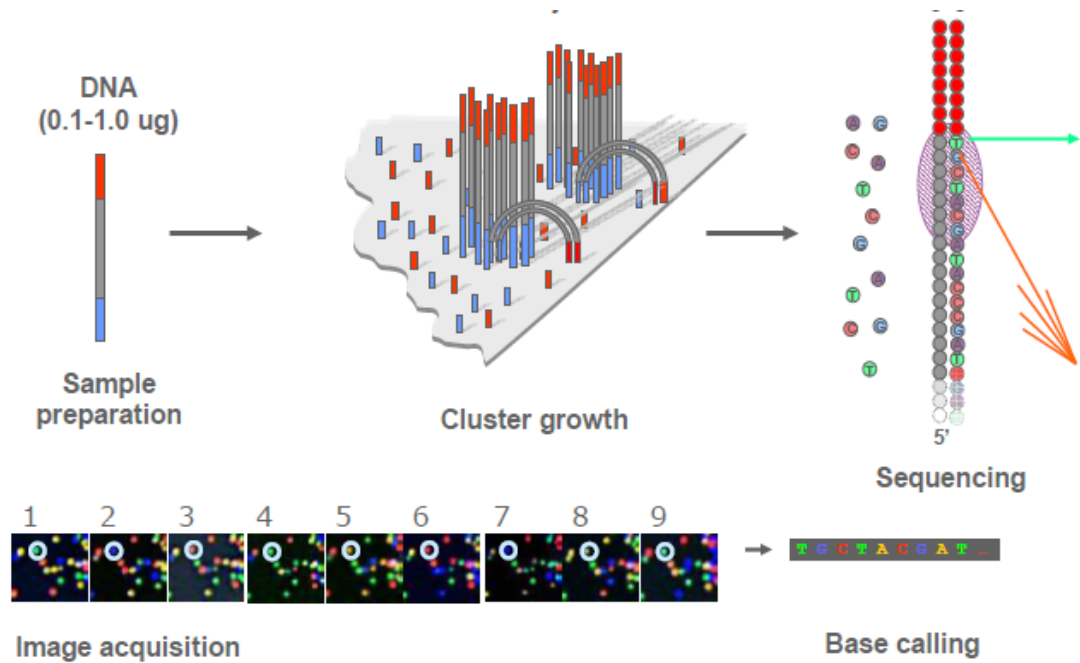 DNA
(0.1-1.0 ug)
Sample
preparation
Cluster growth
A G
C
A
T
C
G
A
T
C G
T
T
G
C
T
A
C
G
A
T
A
C
C
C
G
A
T
5'
Sequencing
1 2 3 4 5 6 7 8 9
T G C T A C G A T ...
Image acquisition
Base calling